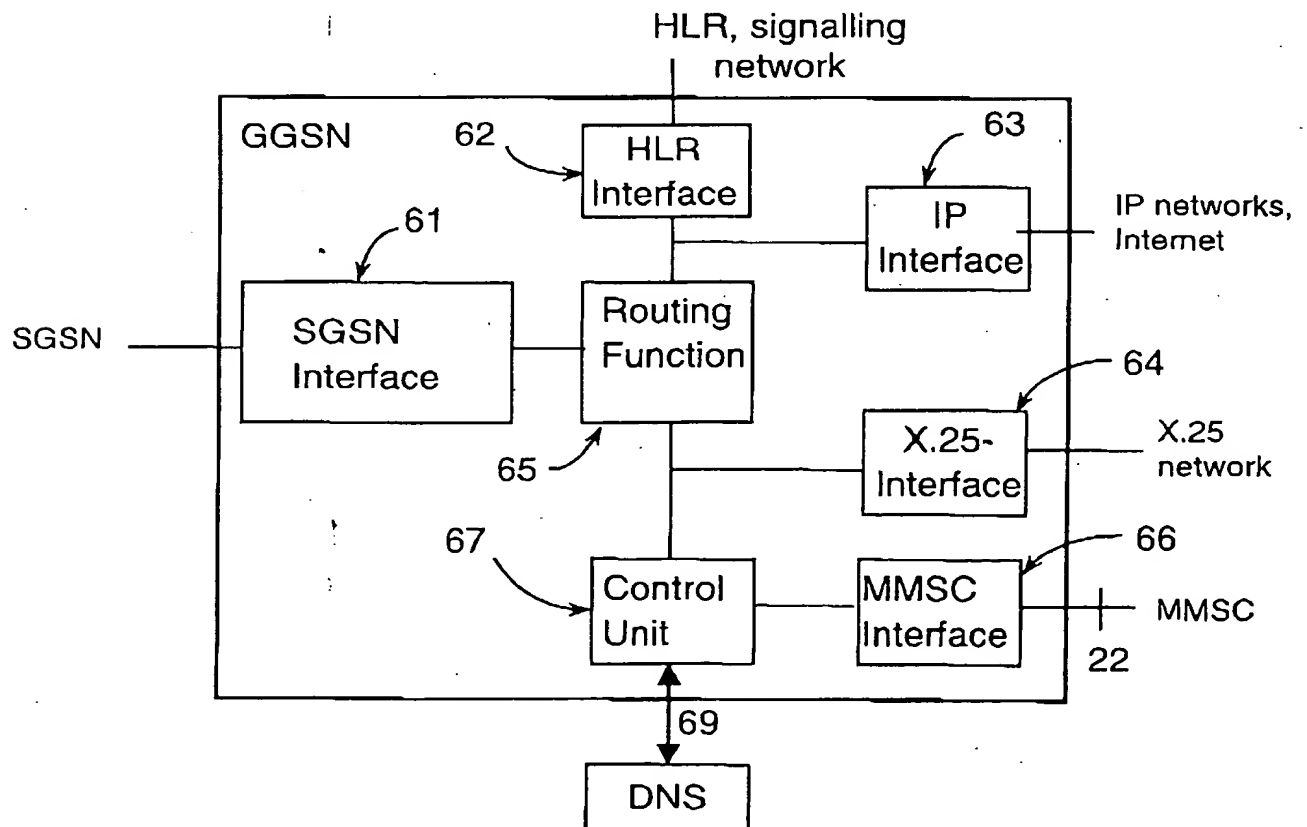 HLR, signalling
network
GGSN
62
HLR
Interface
63
IP
Interface
IP networks,
Internet
61
SGSN
SGSN
Interface
Routing
Function
65
64
X.25-
Interface
X.25
network
67
Control
Unit
66
MMSC
Interface
MMSC
22
69
DNS